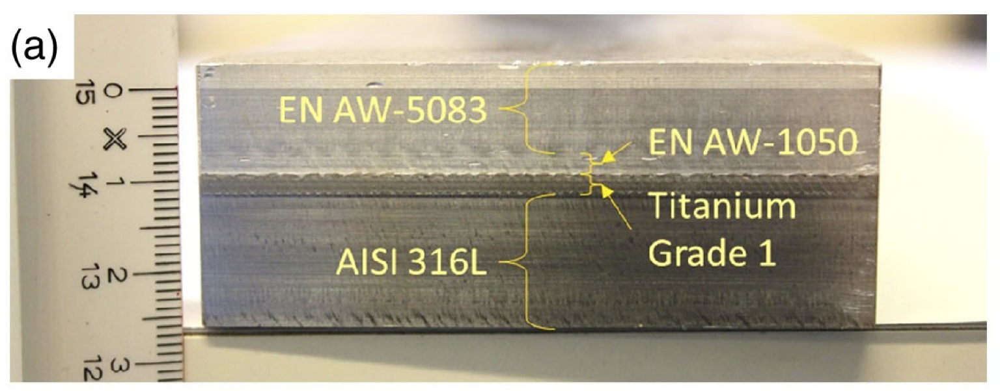 (a)
0
15
X
EN AW-5083
EN AW-1050
1
14
Titanium
Grade 1
AISI 316L
2
13
3
12